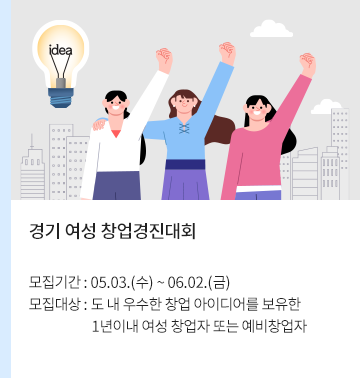 idea
경기 여성 창업경진대회
모집기간 : 05.03.(수) ~ 06.02.(금)
모집대상 : 도 내 우수한 창업 아이디어를 보유한
1년이내 여성 창업자 또는 예비창업자